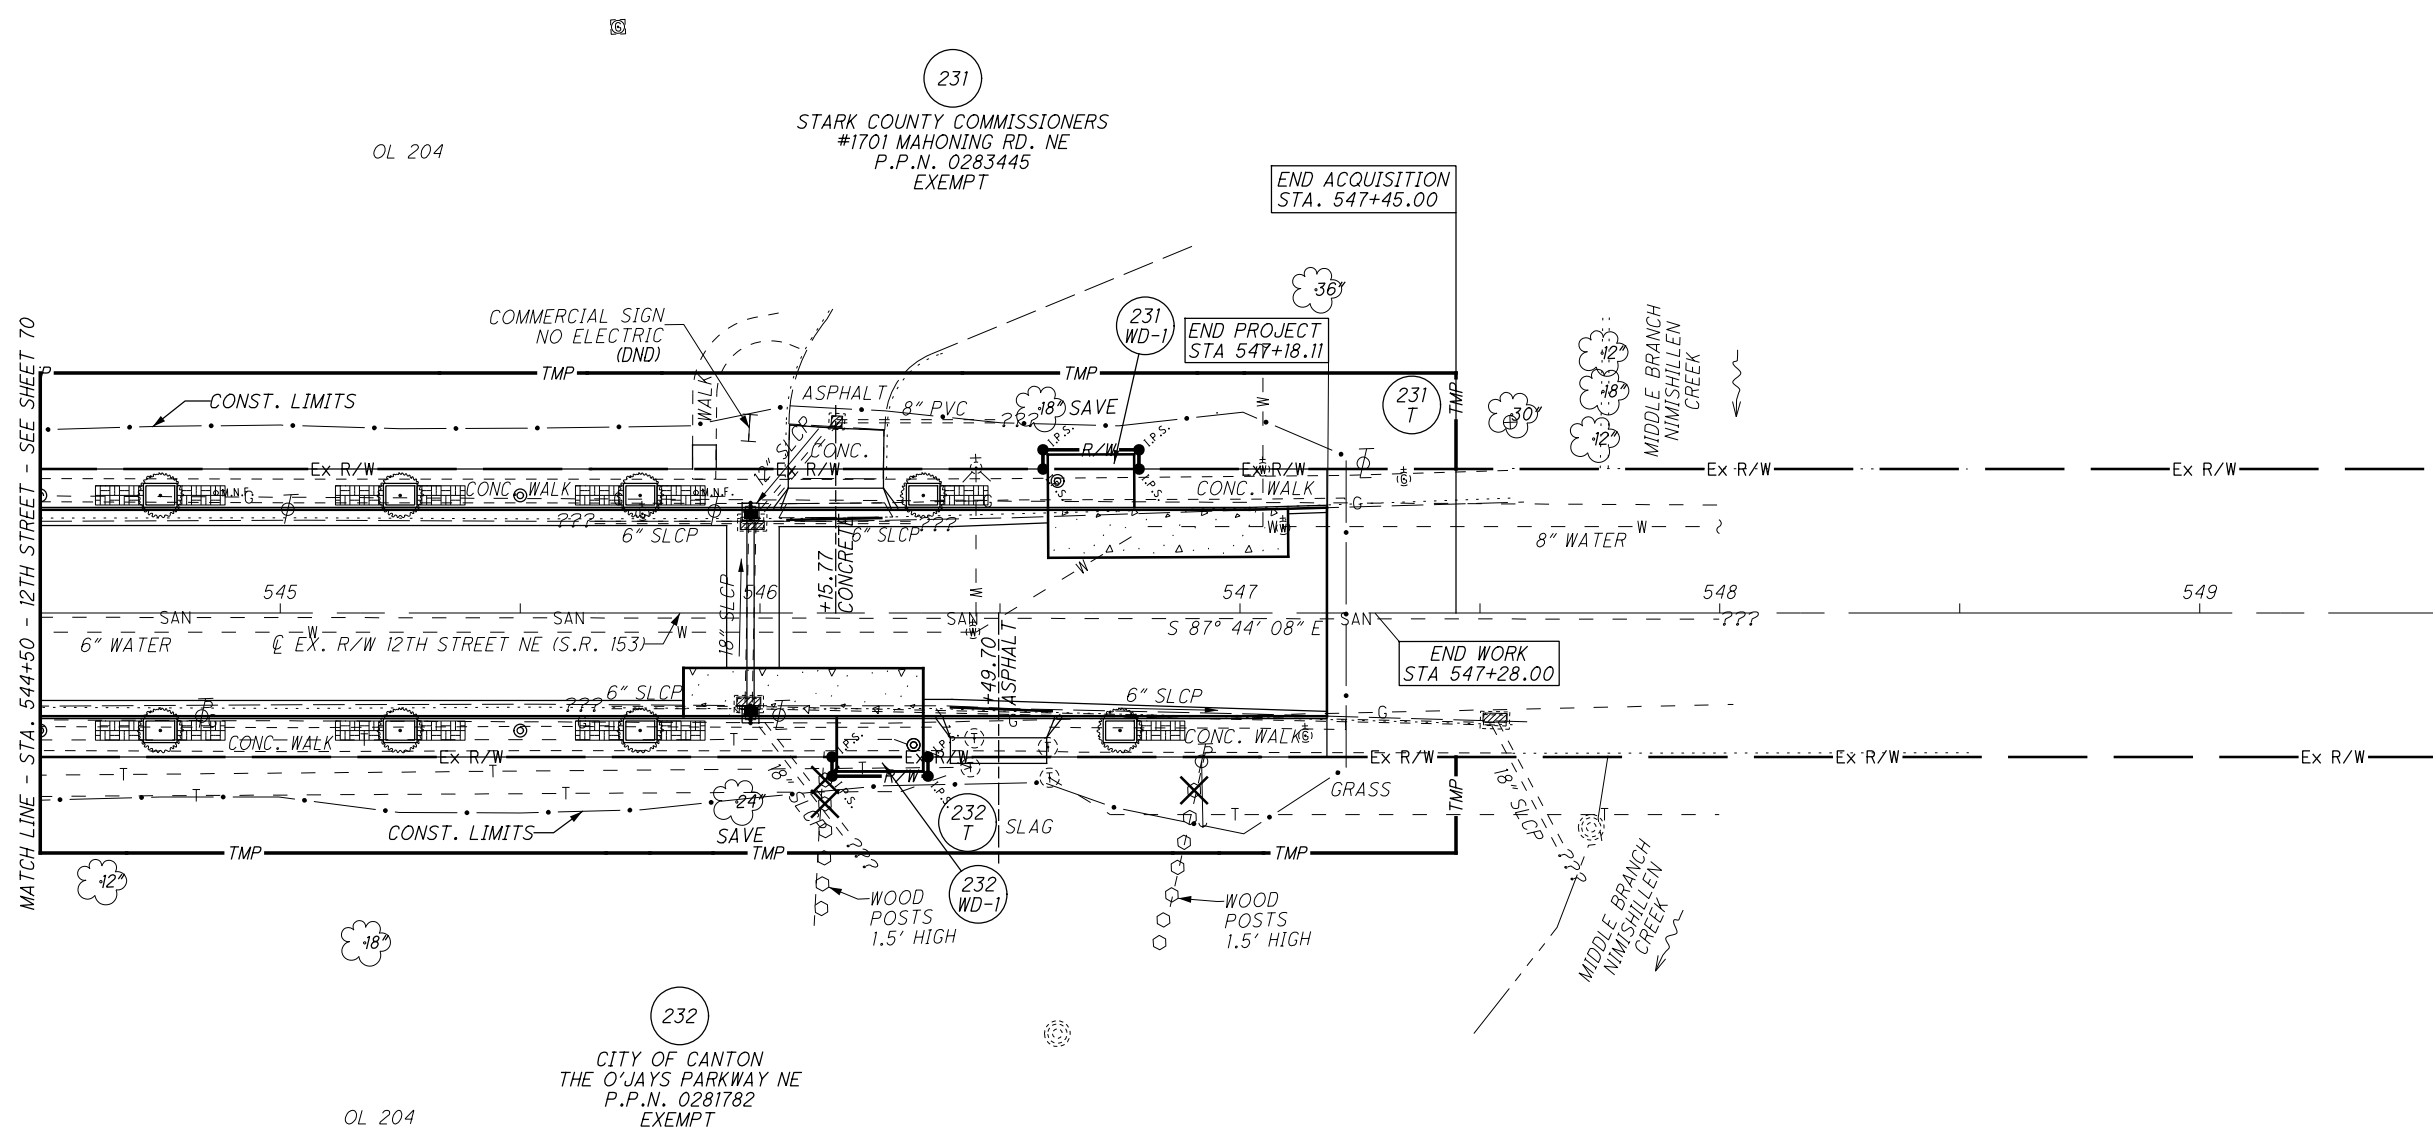 G
231
STARK COUNTY COMMISSIONERS
#1701 MAHONING RD. NE
P.P.N. 0283445
EXEMPT
OL 204
END ACQUISITION
STA. 547+45.00
36"
COMMERCIAL SIGN
NO ELECTRIC
(DND)
231
WD-1
END PROJECT
STA 547+18.11
MATCH LINE - STA. 544+50 - 12TH STREET - SEE SHEET 70
P
TMP
TMP
TMP
CONST. LIMITS
WALK
ASPHALT
8" PVC
???
18" SAVE
231
T
30"
12"
18"
12"
MIDDLE BRANCH
NIMISHILLEN
CREEK
12" SLCP
CONC.
I.P.S.
R/W
I.P.S.
I.P.S.
I.P.S.
W
Ex R/W
Ex R/W
Ex R/W
Ex R/W
Ex R/W
G
CONC. WALK
G
CONC. WALK
G
G
???
6" SLCP
6" SLCP
???
W
W
8" WATER
+15.77
CONCRETE
18" SLCP
W
W
545
546
547
548
549
SAN
SAN
SAN
SAN
???
6" WATER
W
W
℄ EX. R/W 12TH STREET NE (S.R. 153)
S 87° 44' 08" E
+49.70
ASPHALT
END WORK
STA 547+28.00
???
6" SLCP
6" SLCP
G
G
G
CONC. WALK
T
T
CONC. WALK
G
Ex R/W
Ex R/W
Ex R/W
Ex R/W
Ex R/W
T
T
T
T
T
T
I.P.S.
I.P.S.
I.P.S.
I.P.S.
R/W
18" SLCP
???
24"
SAVE
CONST. LIMITS
232
T
SLAG
GRASS
TMP
18" SLCP
???
T
T
TMP
TMP
TMP
12"
18"
WOOD
POSTS
1.5' HIGH
232
WD-1
WOOD
POSTS
1.5' HIGH
MIDDLE BRANCH
NIMISHILLEN
CREEK
232
CITY OF CANTON
THE O'JAYS PARKWAY NE
P.P.N. 0281782
EXEMPT
OL 204